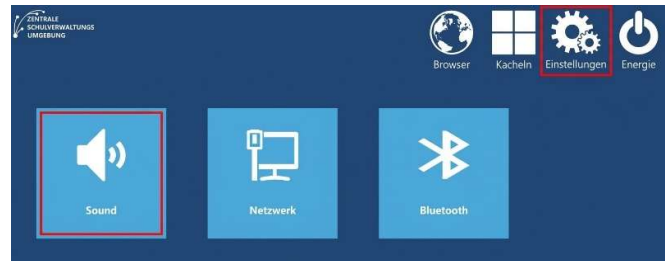 ZENTRALE
SCHULVERWALTUNGS
UMGEBUNG
Browser Kacheln Einstellungen Energie
Sound Netzwerk Bluetooth